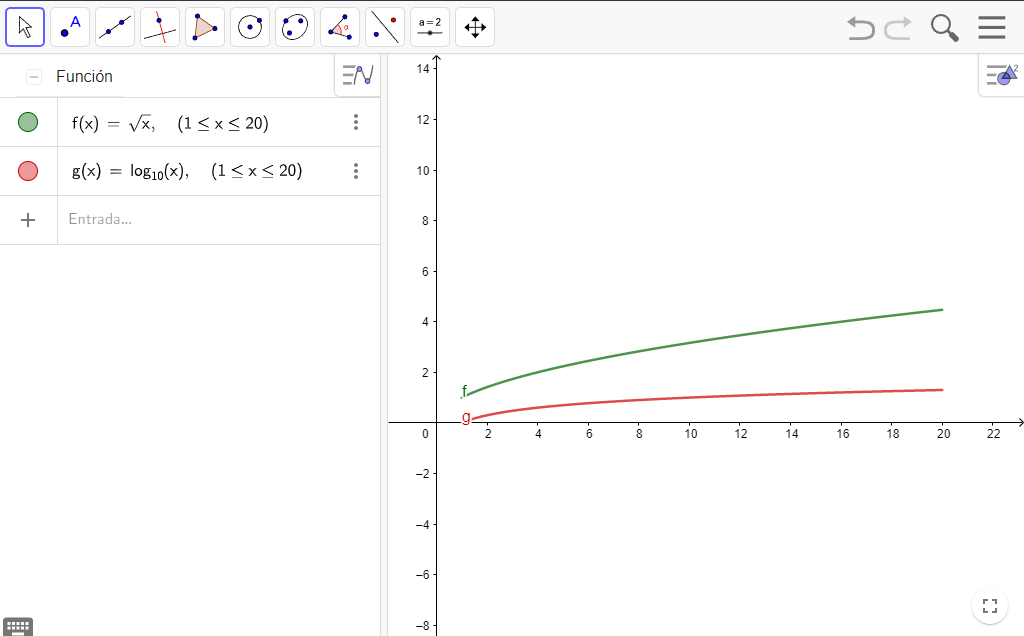 A
α
a = 2
Función
f(x) = √x, (1 ≤ x ≤ 20)
g(x) = log₁₀(x), (1 ≤ x ≤ 20)
+ Entrada...
2
14
12
10
8
6
4
2
f
g
0 2 4 6 8 10 12 14 16 18 20 22
−2
−4
−6
−8